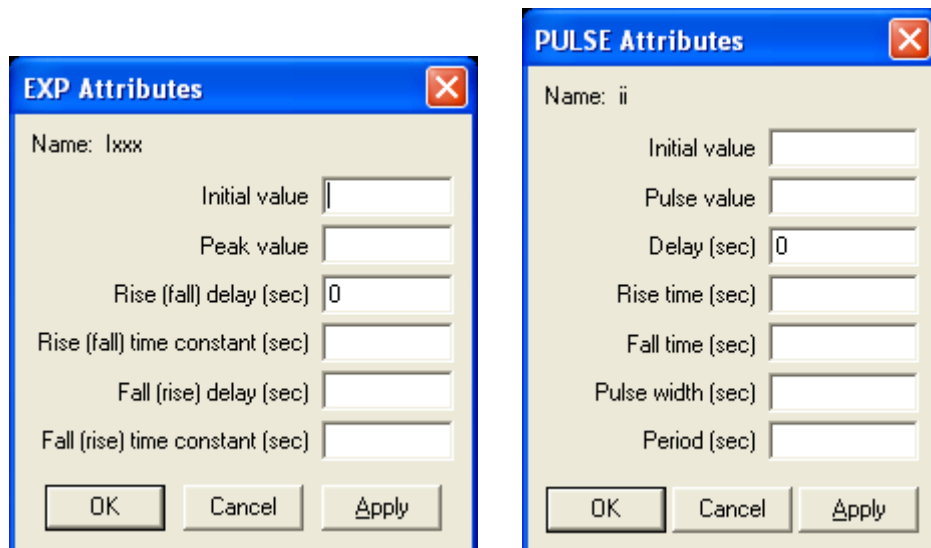 EXP Attributes
Name: Ixxx
Initial value
Peak value
Rise (fall) delay (sec) 0
Rise (fall) time constant (sec)
Fall (rise) delay (sec)
Fall (rise) time constant (sec)
OK Cancel Apply
PULSE Attributes
Name: ii
Initial value
Pulse value
Delay (sec) 0
Rise time (sec)
Fall time (sec)
Pulse width (sec)
Period (sec)
OK Cancel Apply